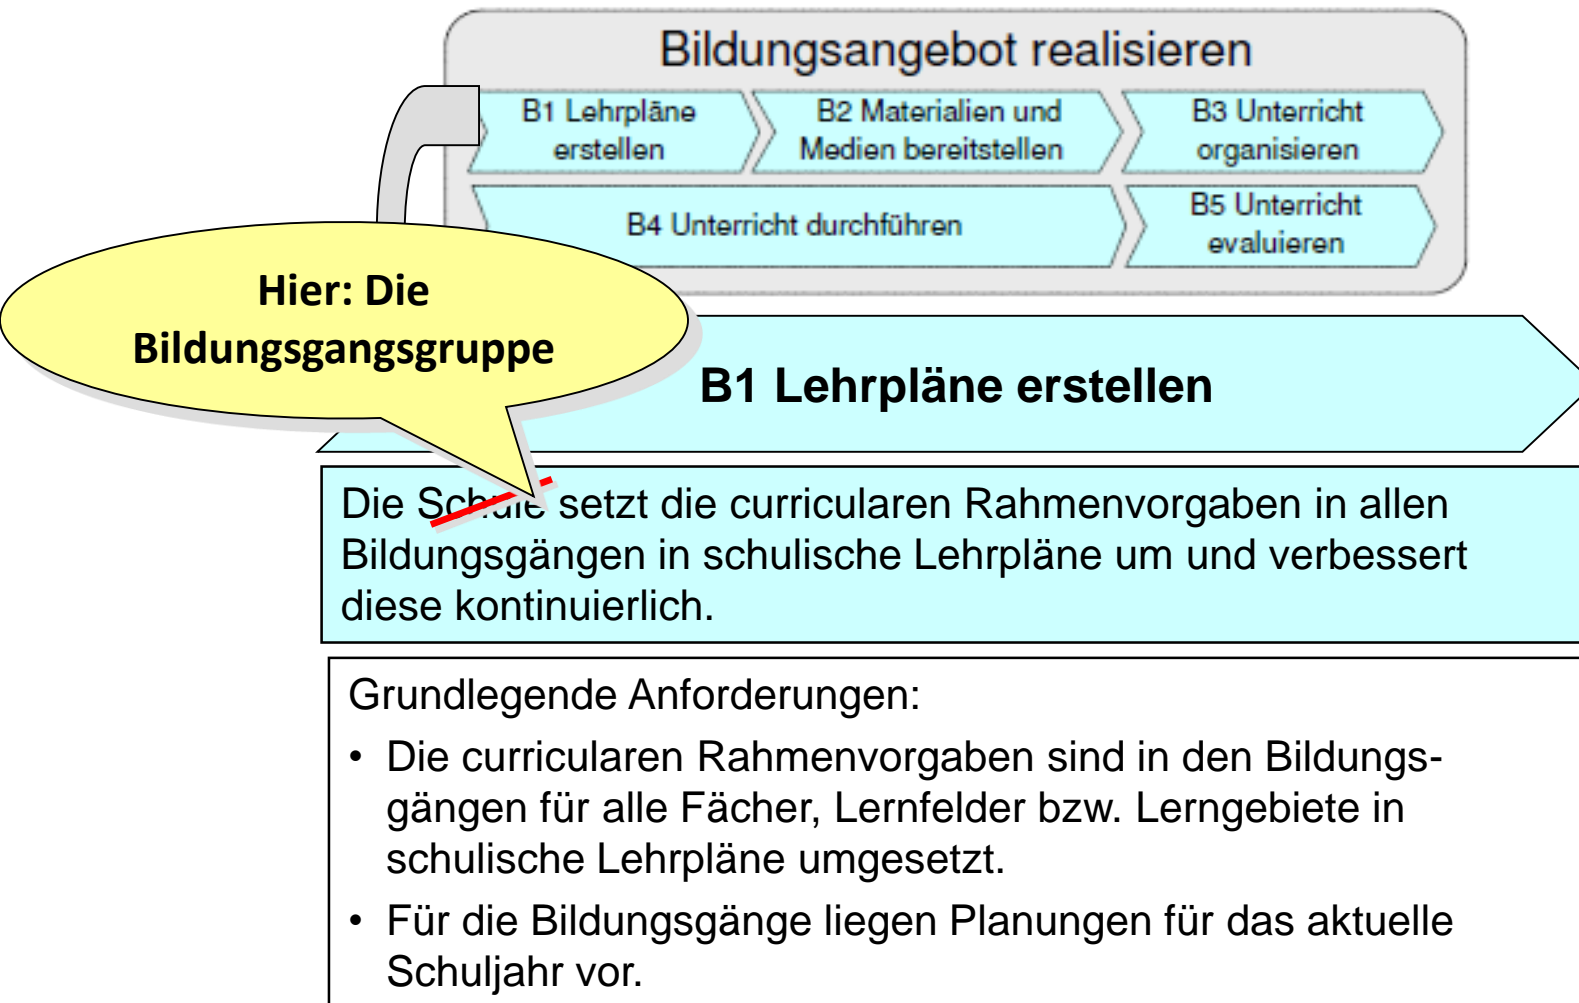 Bildungsangebot realisieren
B1 Lehrpläne
erstellen
B2 Materialien und
Medien bereitstellen
B3 Unterricht
organisieren
B4 Unterricht durchführen
B5 Unterricht
evaluieren
Hier: Die
Bildungsgangsgruppe
B1 Lehrpläne erstellen
Die Schule setzt die curricularen Rahmenvorgaben in allen
Bildungsgängen in schulische Lehrpläne um und verbessert
diese kontinuierlich.
Grundlegende Anforderungen:
• Die curricularen Rahmenvorgaben sind in den Bildungs-
gängen für alle Fächer, Lernfelder bzw. Lerngebiete in
schulische Lehrpläne umgesetzt.
• Für die Bildungsgänge liegen Planungen für das aktuelle
Schuljahr vor.